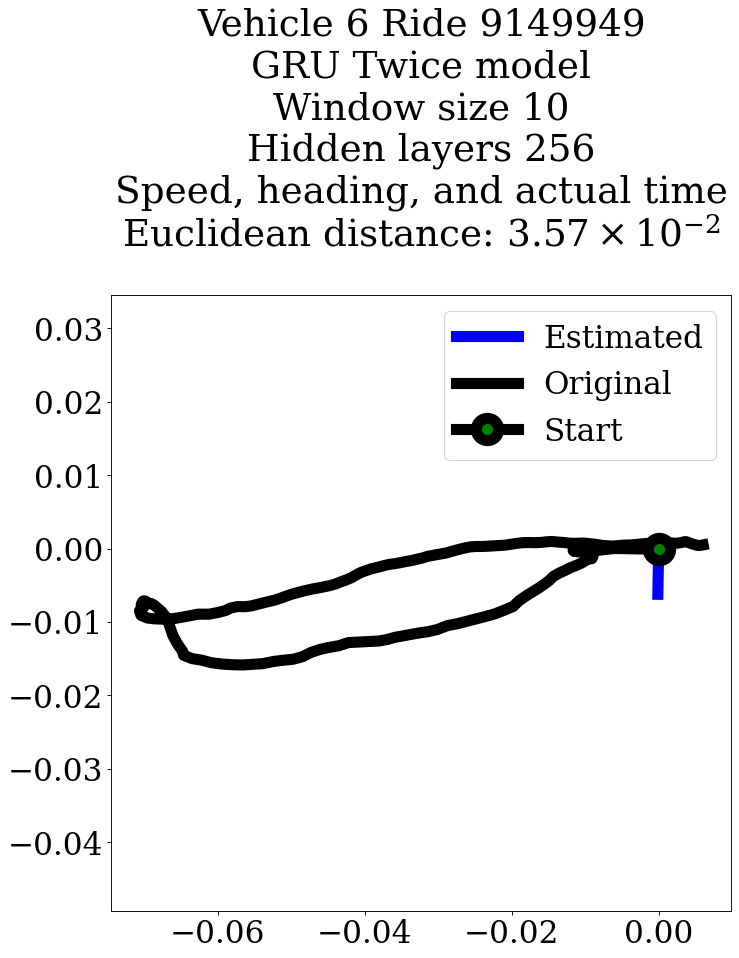 Vehicle 6 Ride 9149949
GRU Twice model
Window size 10
Hidden layers 256
Speed, heading, and actual time
Euclidean distance: 3.57 × 10⁻²
Estimated
Original
Start
0.03
0.02
0.01
0.00
−0.01
−0.02
−0.03
−0.04
−0.06
−0.04
−0.02
0.00